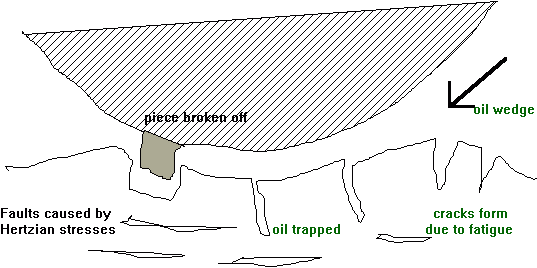 oil wedge
piece broken off
Faults caused by
Hertzian stresses
oil trapped
cracks form
due to fatigue